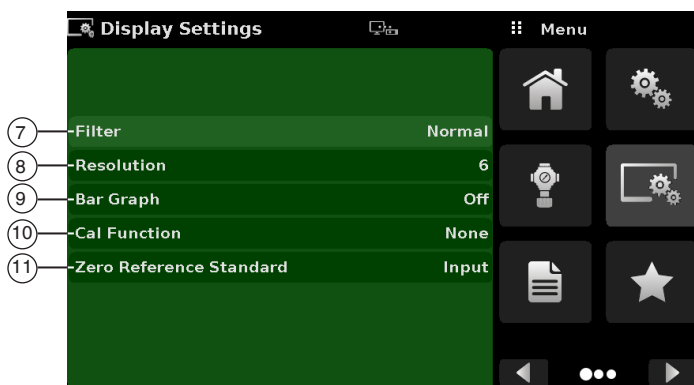 Display Settings
Menu
7 Filter Normal
8 Resolution 6
9 Bar Graph Off
10 Cal Function None
11 Zero Reference Standard Input